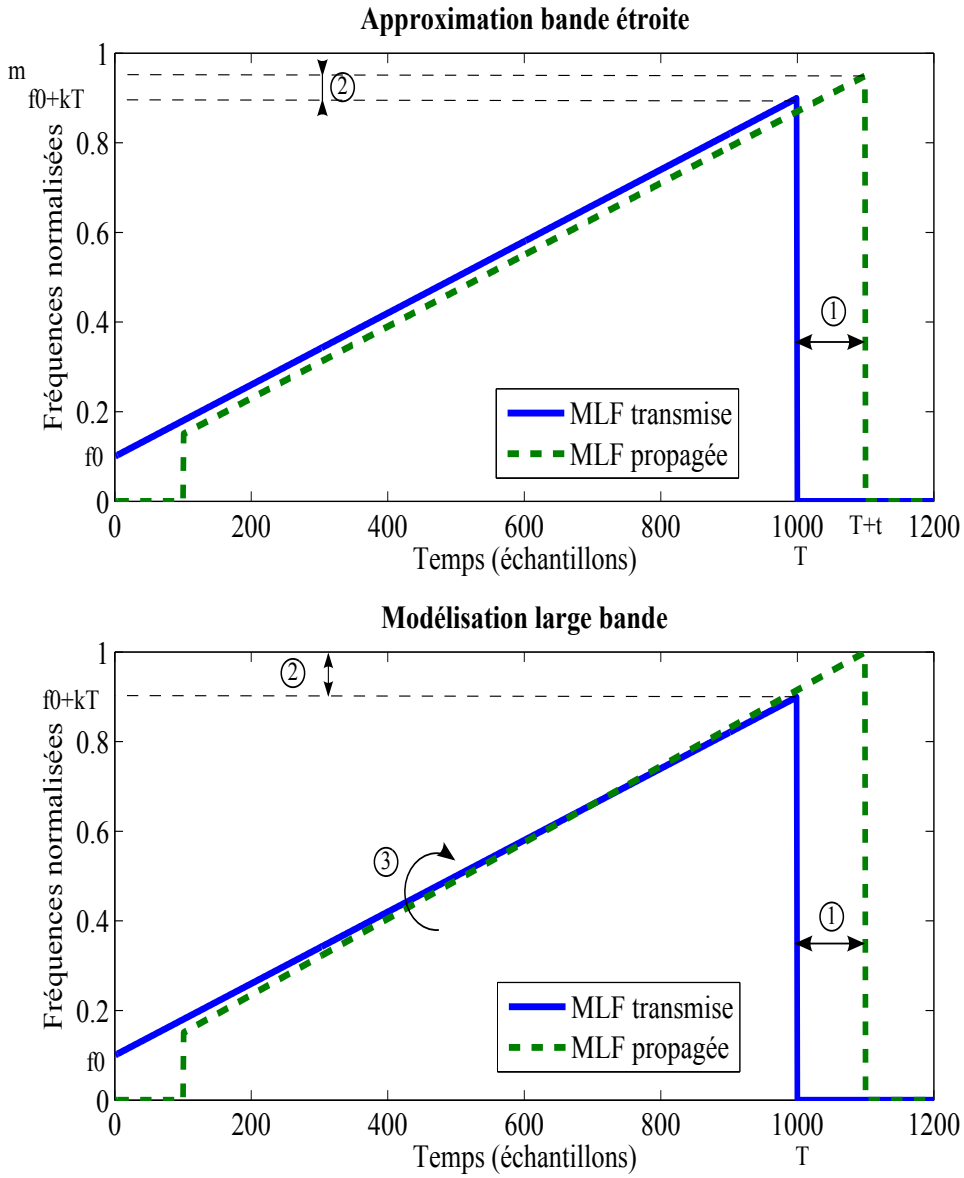 Approximation bande étroite
m
f0+kT
f0
Fréquences normalisées
1
0.8
0.6
0.4
0.2
0
2
1
MLF transmise
MLF propagée
0 200 400 600 800 1000 1200
T T+t
Temps (échantillons)
Modélisation large bande
f0+kT
f0
Fréquences normalisées
1
0.8
0.6
0.4
0.2
0
2
3
1
MLF transmise
MLF propagée
0 200 400 600 800 1000 1200
T
Temps (échantillons)